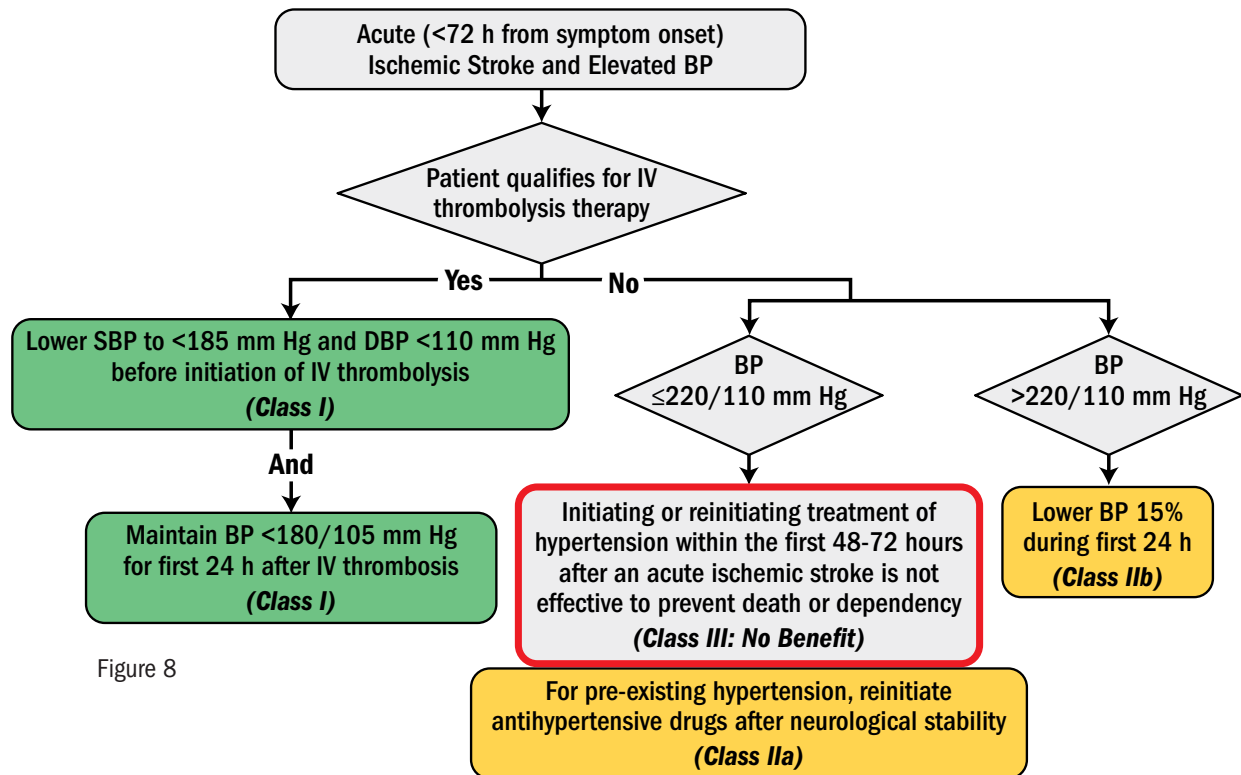 Acute (<72 h from symptom onset)
Ischemic Stroke and Elevated BP
Patient qualifies for IV
thrombolysis therapy
Yes
No
Lower SBP to <185 mm Hg and DBP <110 mm Hg
before initiation of IV thrombolysis
(Class I)
And
Maintain BP <180/105 mm Hg
for first 24 h after IV thrombosis
(Class I)
BP
≤220/110 mm Hg
BP
>220/110 mm Hg
Initiating or reinitiating treatment of
hypertension within the first 48-72 hours
after an acute ischemic stroke is not
effective to prevent death or dependency
(Class III: No Benefit)
Lower BP 15%
during first 24 h
(Class IIb)
For pre-existing hypertension, reinitiate
antihypertensive drugs after neurological stability
(Class IIa)
Figure 8